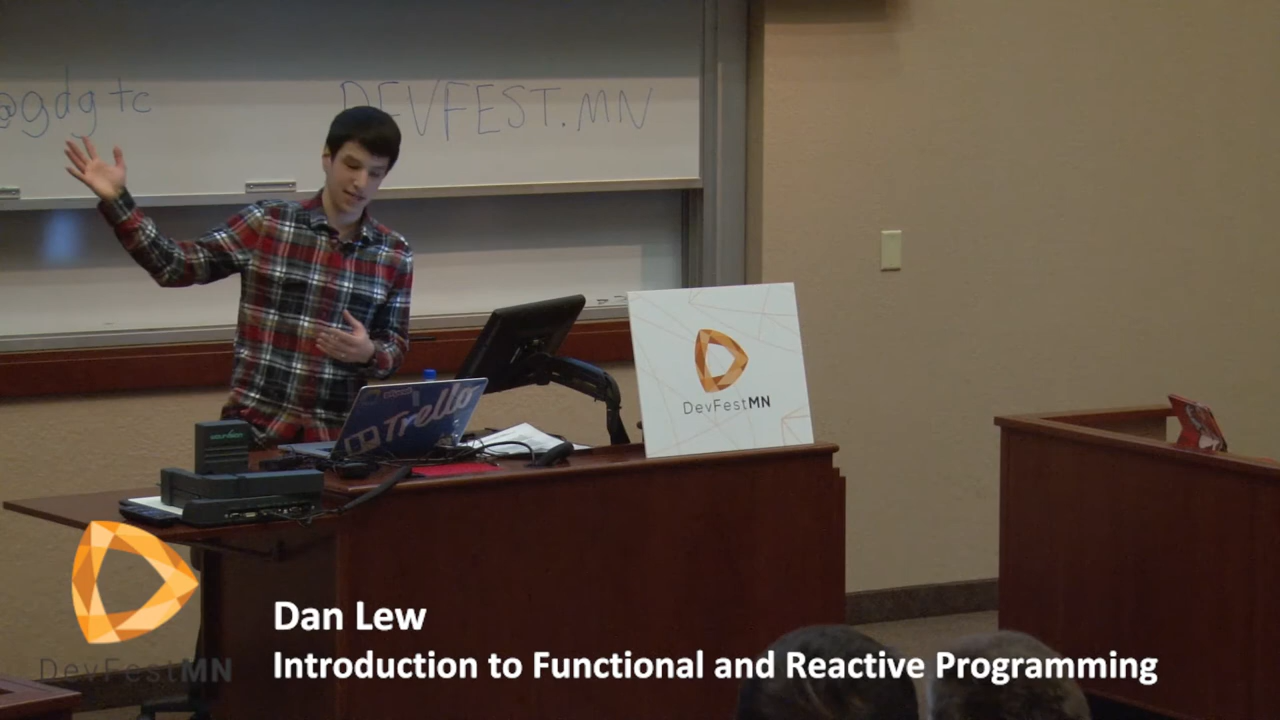 @gdgtc DEVFEST.MN
Trello
DevFestMN
DevFestMN
Dan Lew
Introduction to Functional and Reactive Programming